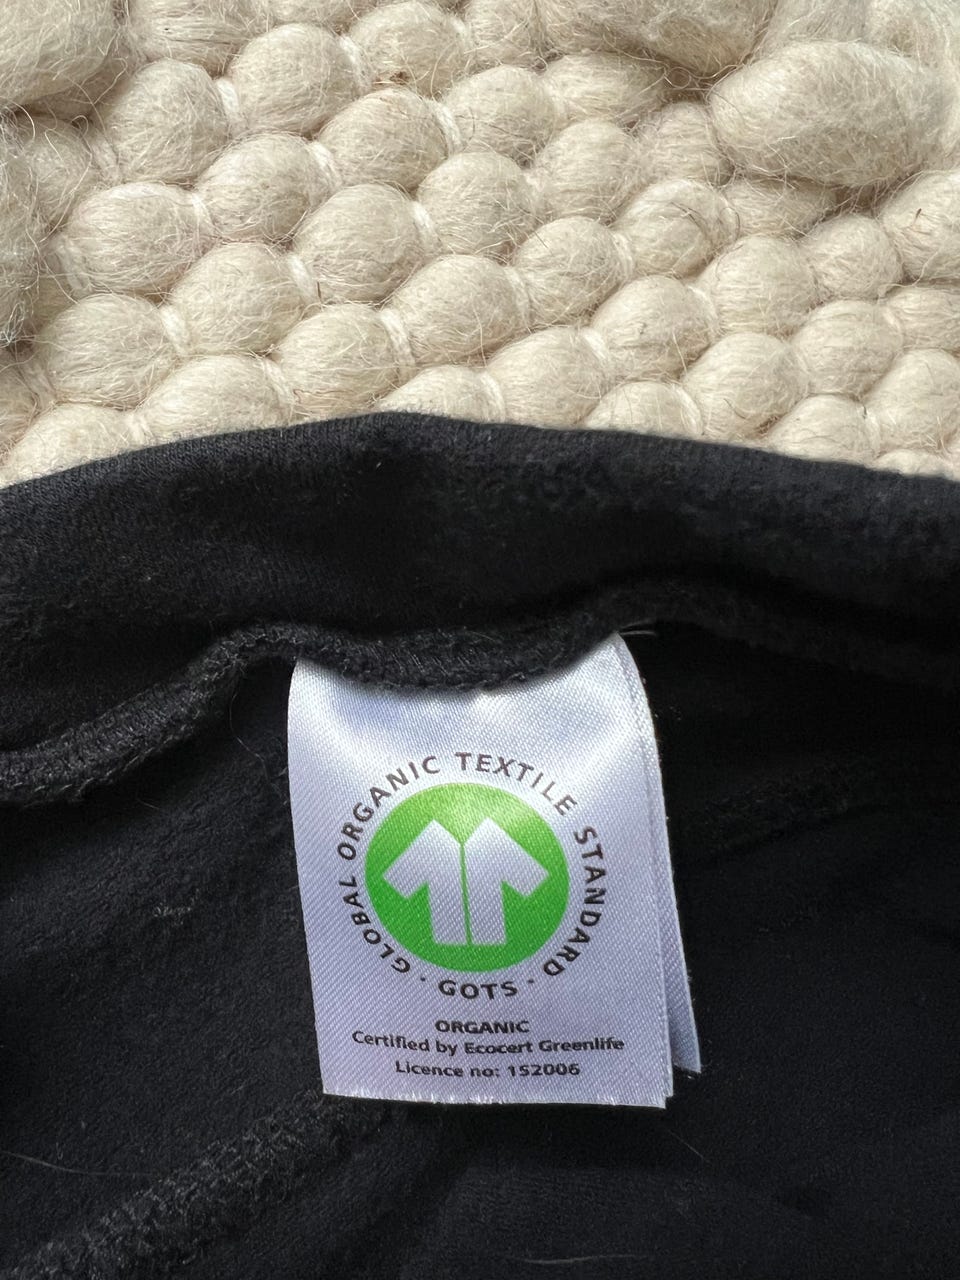 GLOBAL ORGANIC TEXTILE STANDARD · GOTS ·
ORGANIC
Certified by Ecocert Greenlife
Licence no: 152006